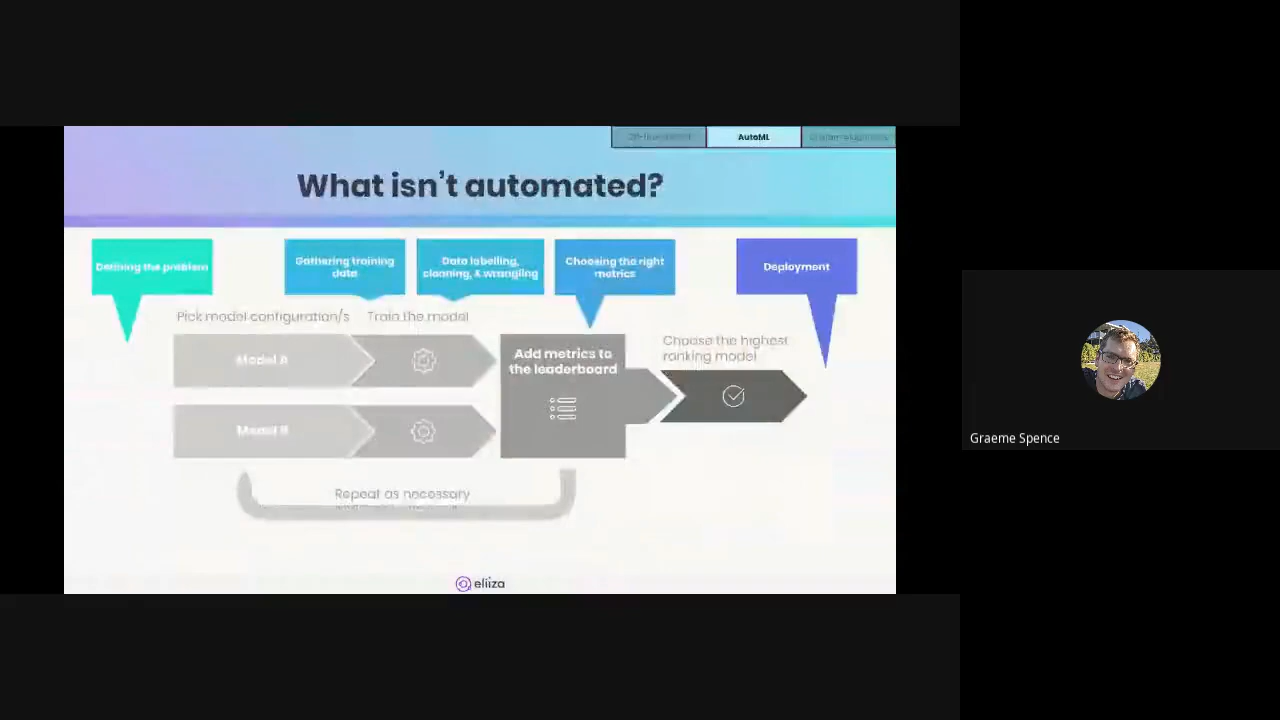 AutoML
What isn't automated?
Defining the problem
Gathering training
data
Data labelling,
cleaning, & wrangling
Choosing the right
metrics
Deployment
Pick model configuration/s
Train the model
Model A
Add metrics to
the leaderboard
Choose the highest
ranking model
Model B
Repeat as necessary
eliiza
Graeme Spence